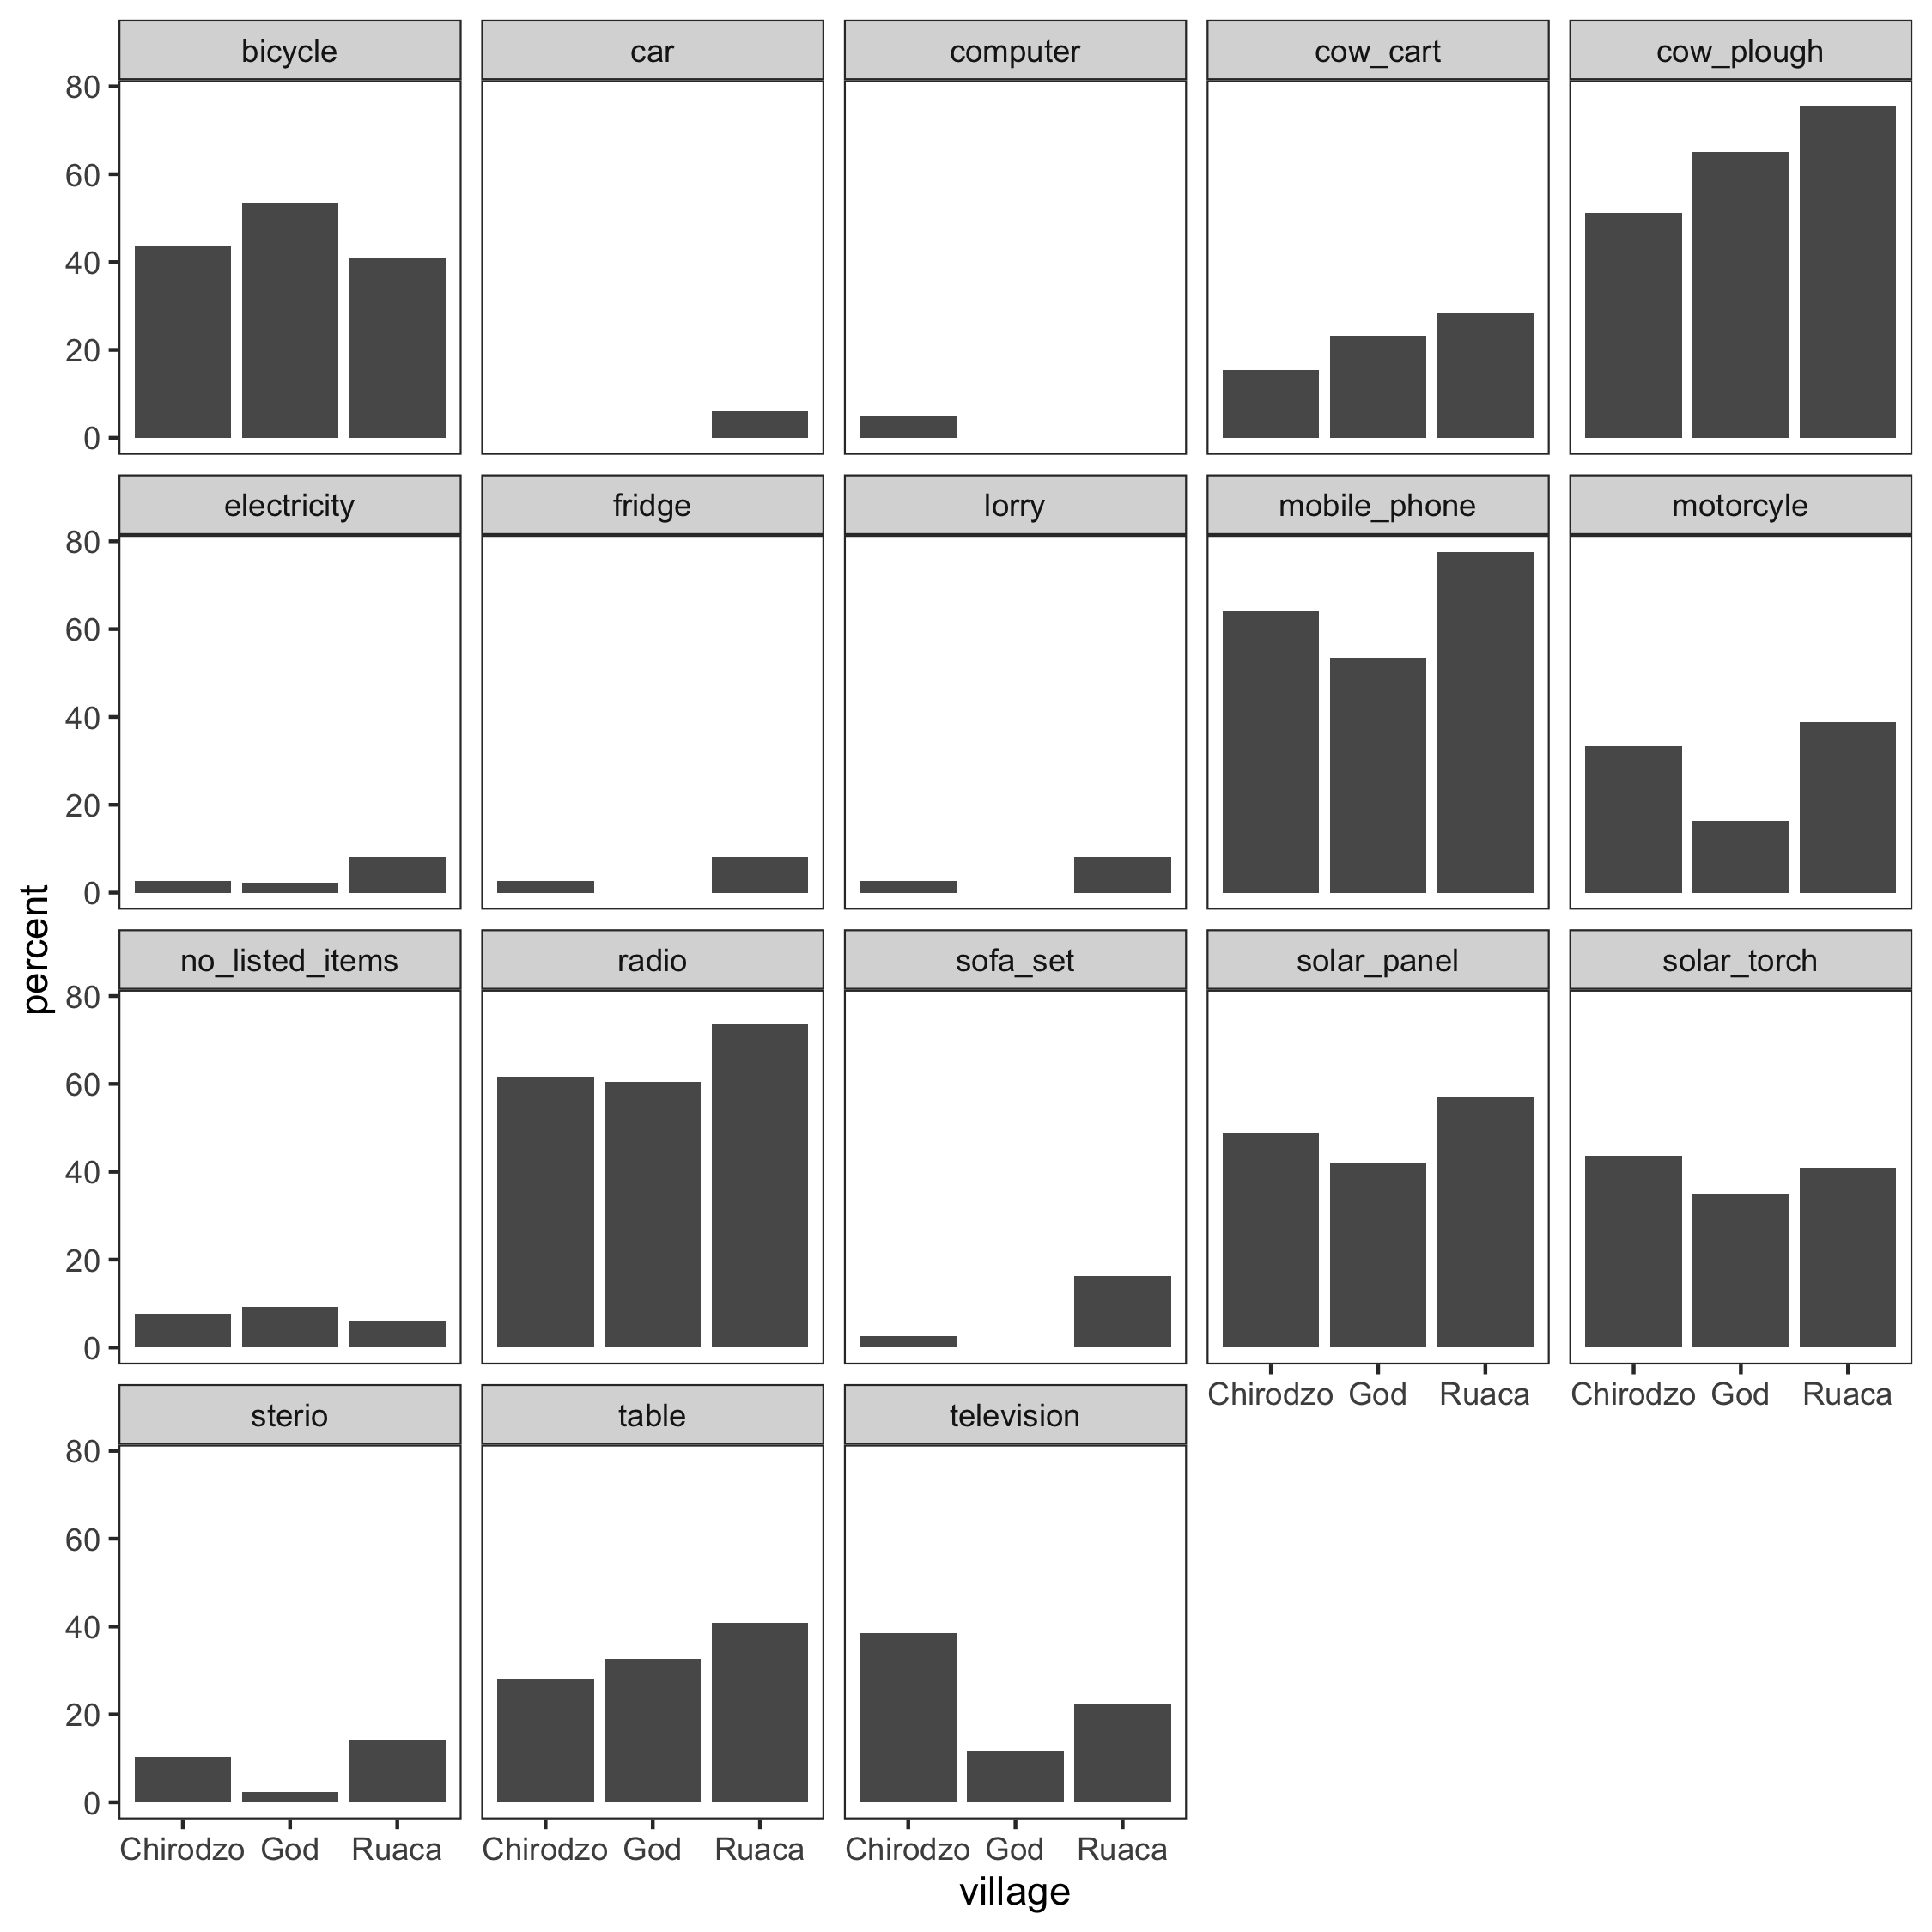 bicycle car computer cow_cart cow_plough
80
60
40
20
0
electricity fridge lorry mobile_phone motorcyle
80
60
40
20
0
no_listed_items radio sofa_set solar_panel solar_torch
80
60
40
20
0
Chirodzo God Ruaca Chirodzo God Ruaca
sterio table television
80
60
40
20
0
Chirodzo God Ruaca Chirodzo God Ruaca Chirodzo God Ruaca
village
percent